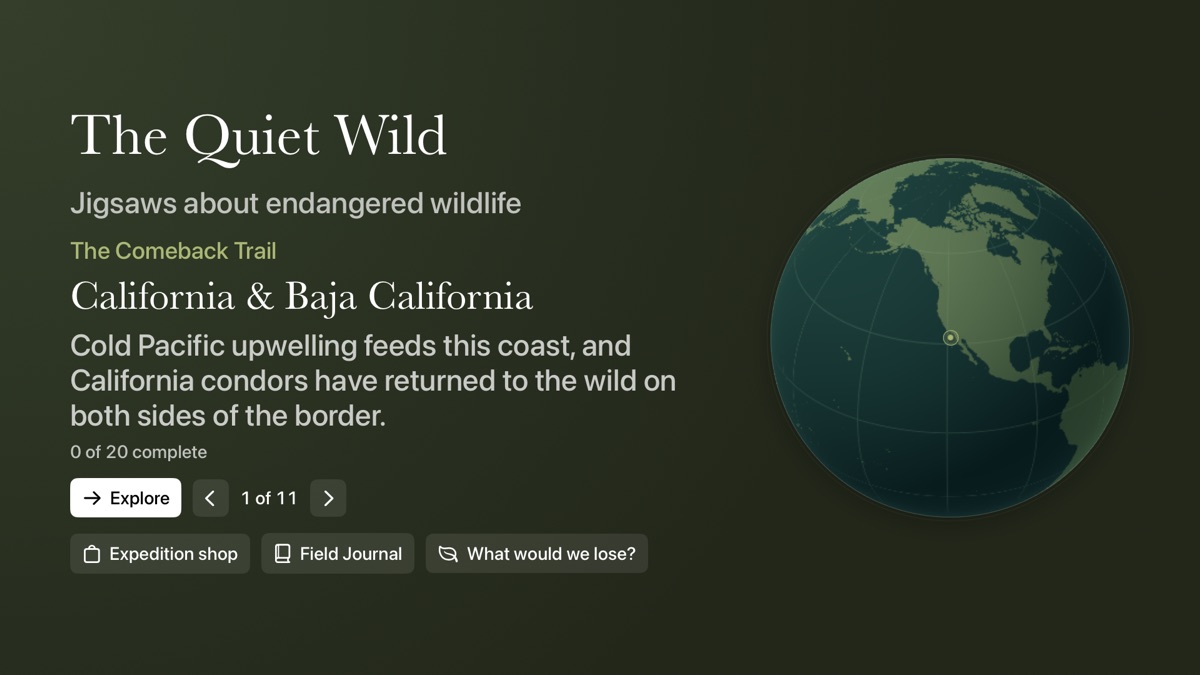 The Quiet Wild
Jigsaws about endangered wildlife
The Comeback Trail
California & Baja California
Cold Pacific upwelling feeds this coast, and
California condors have returned to the wild on
both sides of the border.
0 of 20 complete
Explore
1 of 11
Expedition shop
Field Journal
What would we lose?